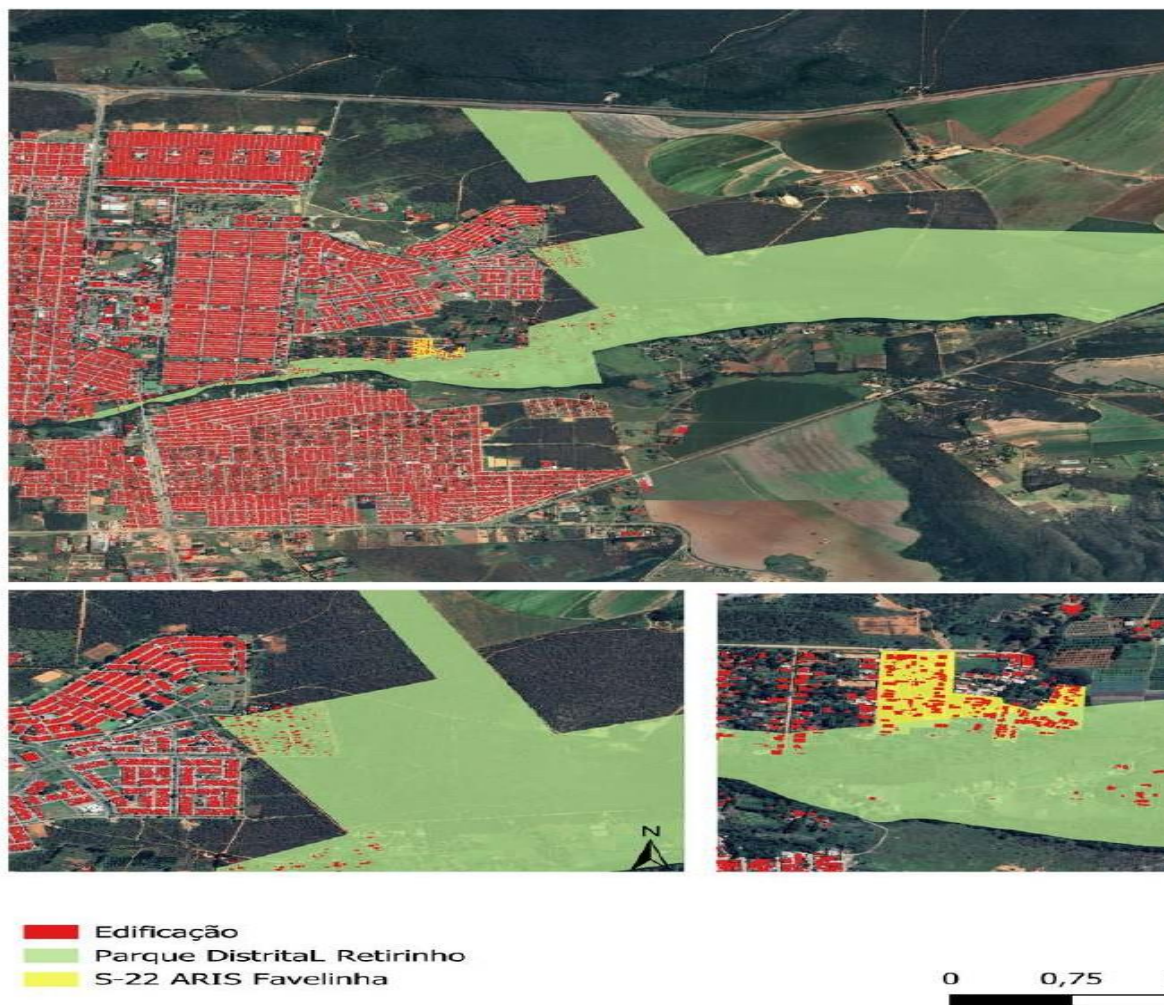 N
Edificação
Parque DistritaL Retirinho
S-22 ARIS Favelinha
0 0,75